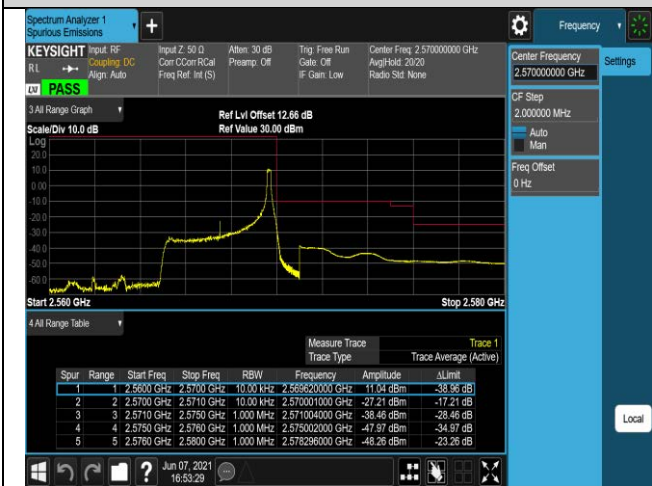 Spectrum Analyzer 1
Spurious Emissions
+
Frequency
KEYSIGHT Input: RF Input Z: 50 Ω Atten: 30 dB Trig: Free Run Center Freq: 2.570000000 GHz
RL Coupling: DC Corr CCorr RCal Preamp: Off Gate: Off Avg|Hold: 20/20
Align: Auto Freq Ref: Int (S) IF Gain: Low Radio Std: None
LXI PASS
Center Frequency
2.570000000 GHz
Settings
CF Step
2.000000 MHz
Auto
Man
Freq Offset
0 Hz
3 All Range Graph
Ref Lvl Offset 12.66 dB
Scale/Div 10.0 dB Ref Value 30.00 dBm
Log
20.0
10.0
0.00
-10.0
-20.0
-30.0
-40.0
-50.0
-60.0
Start 2.560 GHz Stop 2.580 GHz
4 All Range Table
Measure Trace Trace 1
Trace Type Trace Average (Active)
Spur Range Start Freq Stop Freq RBW Frequency Amplitude ΔLimit
1 1 2.5600 GHz 2.5700 GHz 10.00 kHz 2.569620000 GHz 11.04 dBm -38.96 dB
2 2 2.5700 GHz 2.5710 GHz 10.00 kHz 2.570001000 GHz -27.21 dBm -17.21 dB
3 3 2.5710 GHz 2.5750 GHz 1.000 MHz 2.571004000 GHz -38.46 dBm -28.46 dB
4 4 2.5750 GHz 2.5760 GHz 1.000 MHz 2.575002000 GHz -47.97 dBm -34.97 dB
5 5 2.5760 GHz 2.5800 GHz 1.000 MHz 2.578296000 GHz -48.26 dBm -23.26 dB
Local
? Jun 07, 2021
16:53:29